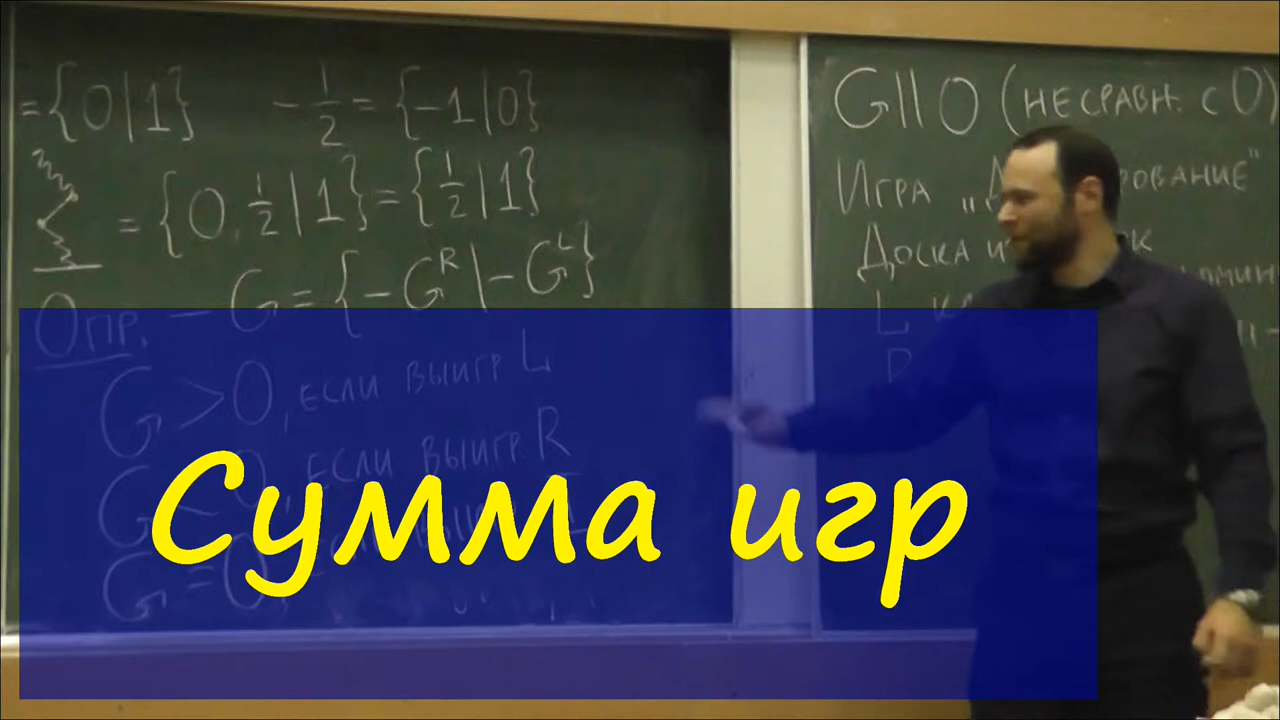 = {0|1}   -1/2 = {-1|0}
= {0, 1/2 | 1} = {1/2 | 1}
Опр. - G = {-G^R | -G^L}
G > 0, если выигр L
G < 0, если выигр R
G = 0,
G || 0 (несравн. с 0)
Игра
Доска
L
R
Сумма игр